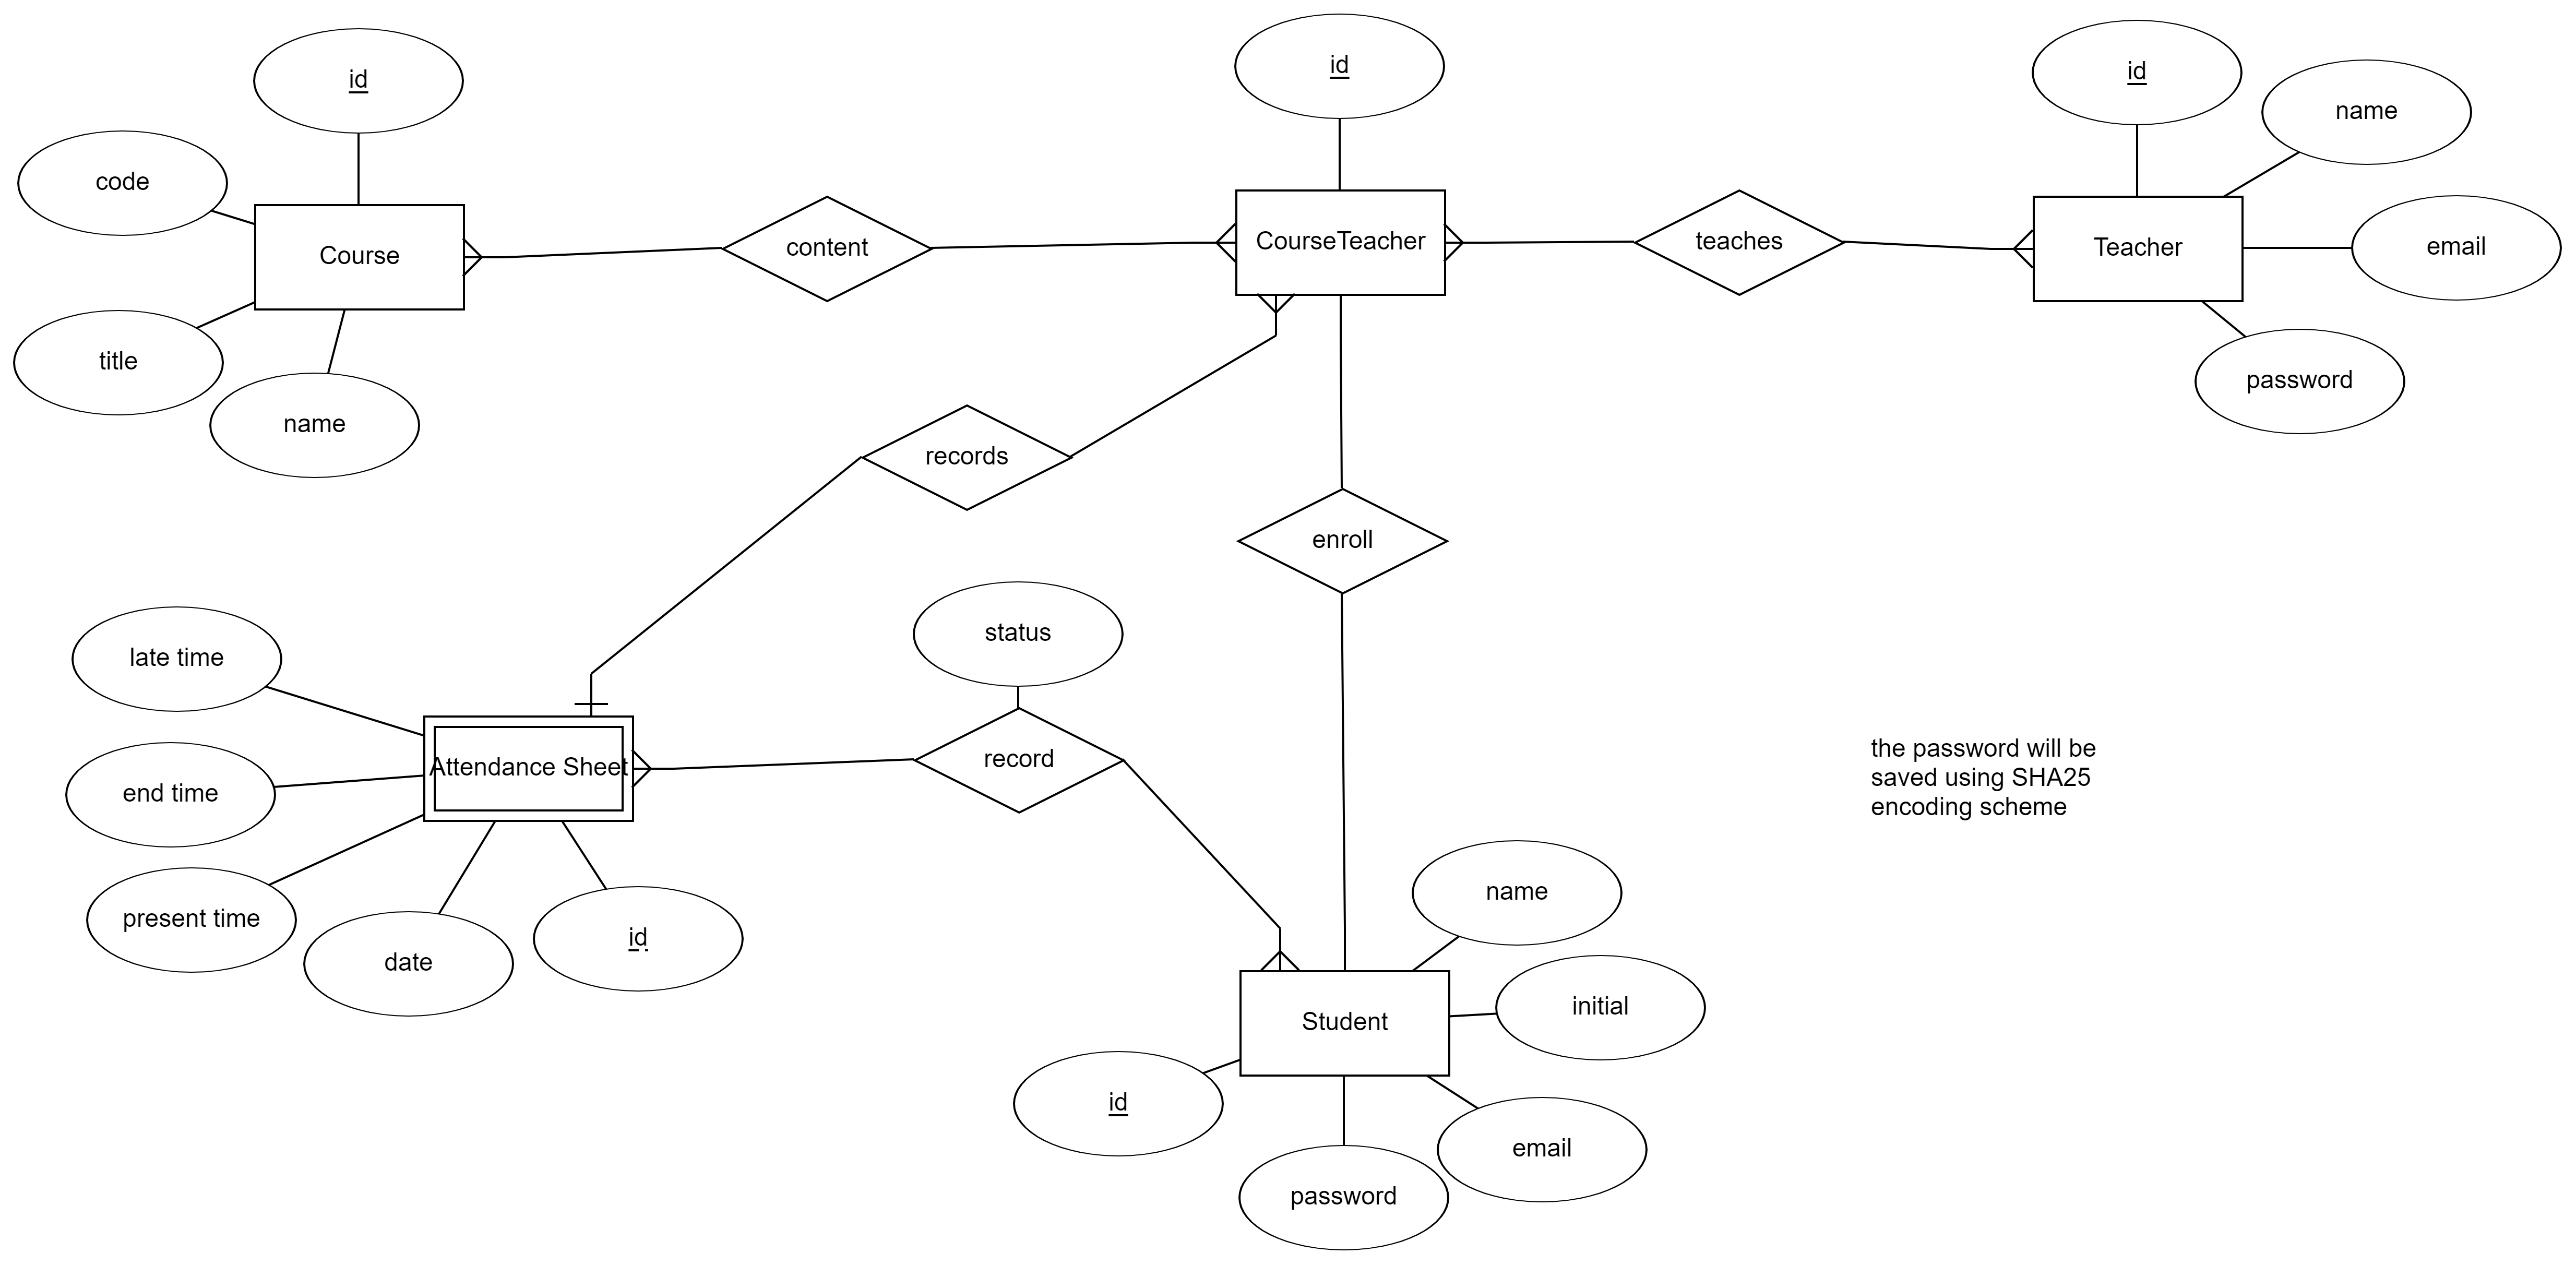 id
id
id
name
code
Course
content
CourseTeacher
teaches
Teacher
email
title
name
password
records
enroll
status
late time
Attendance Sheet
record
end time
present time
date
id
the password will be
saved using SHA25
encoding scheme
name
initial
Student
id
email
password